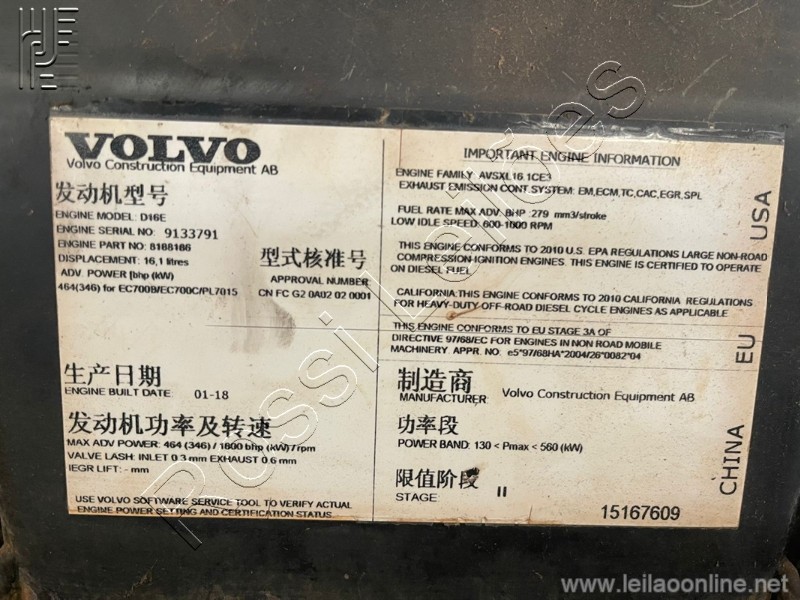 VOLVO
Volvo Construction Equipment AB
发动机型号
ENGINE MODEL: D16E
ENGINE SERIAL NO: 9133791
ENGINE PART NO: 8188166
DISPLACEMENT: 16,1 litres
ADV. POWER [bhp (kW)
464(346) for EC700B/EC700C/PL7015
型式核准号
APPROVAL NUMBER
CN FC G2 0A02 02 0001
生产日期
ENGINE BUILT DATE: 01-18
发动机功率及转速
MAX ADV POWER: 464 (346) / 1800 bhp (kW) / rpm
VALVE LASH: INLET 0.3 mm EXHAUST 0.6 mm
IEGR LIFT: - mm
USE VOLVO SOFTWARE SERVICE TOOL TO VERIFY ACTUAL
ENGINE POWER SETTING AND CERTIFICATION STATUS.
IMPORTANT ENGINE INFORMATION
ENGINE FAMILY: AVSXL16.1CE3
EXHAUST EMISSION CONT.SYSTEM: EM,ECM,TC,CAC,EGR,SPL
FUEL RATE MAX ADV. BHP: 279 mm3/stroke
LOW IDLE SPEED: 600-1000 RPM
THIS ENGINE CONFORMS TO 2010 U.S. EPA REGULATIONS LARGE NON-ROAD
COMPRESSION-IGNITION ENGINES. THIS ENGINE IS CERTIFIED TO OPERATE
ON DIESEL FUEL.
CALIFORNIA:THIS ENGINE CONFORMS TO 2010 CALIFORNIA REGULATIONS
FOR HEAVY-DUTY-OFF-ROAD DIESEL CYCLE ENGINES AS APPLICABLE
USA
THIS ENGINE CONFORMS TO EU STAGE 3A OF
DIRECTIVE 97/68/EC FOR ENGINES IN NON ROAD MOBILE
MACHINERY. APPR. NO: e5*97/68HA*2004/26*0082*04
EU
制造商
MANUFACTURER: Volvo Construction Equipment AB
功率段
POWER BAND: 130 < Pmax < 560 (kW)
限值阶段
STAGE: II
CHINA
15167609
Possi Leilões
www.leilaoonline.net